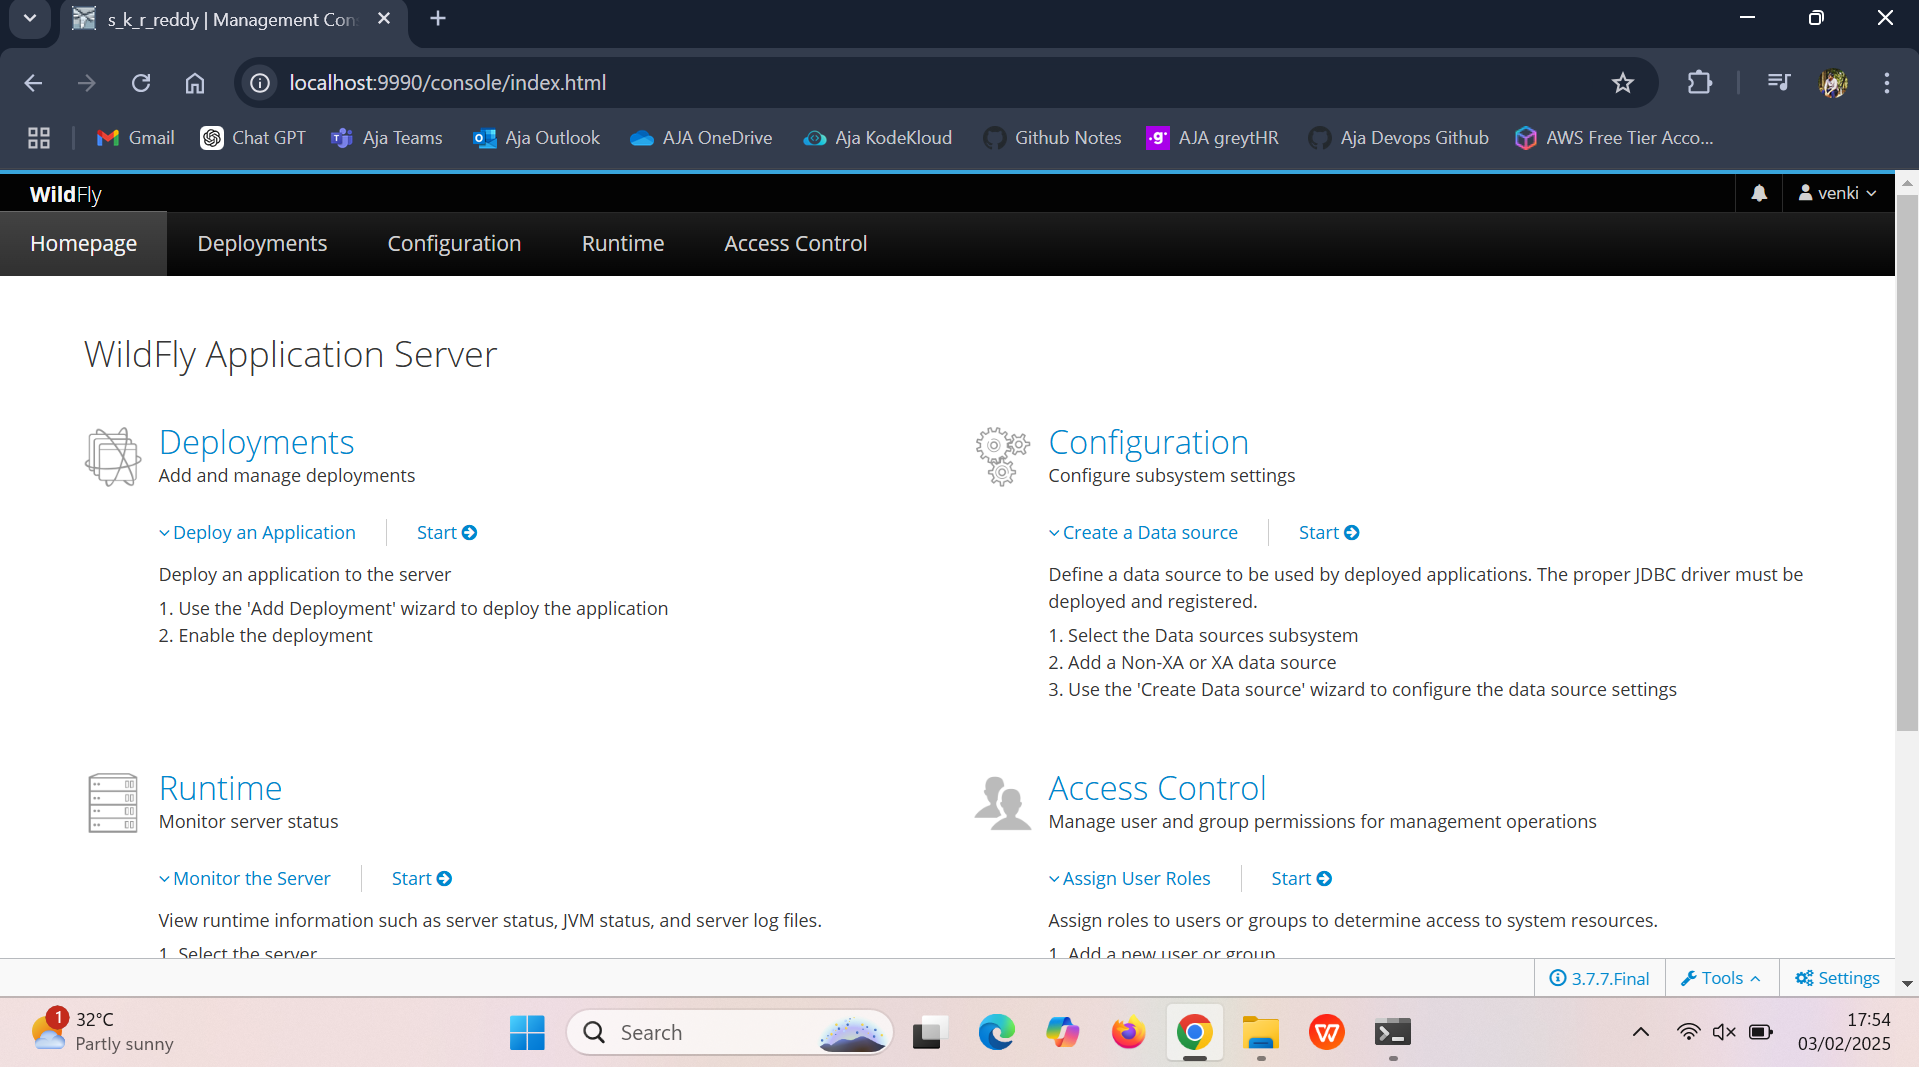 s_k_r_reddy | Management Con
localhost:9990/console/index.html
Gmail
Chat GPT
Aja Teams
Aja Outlook
AJA OneDrive
Aja KodeKloud
Github Notes
.g.
AJA greytHR
Aja Devops Github
AWS Free Tier Acco...
WildFly
venki
Homepage
Deployments
Configuration
Runtime
Access Control
WildFly Application Server
Deployments
Add and manage deployments
Deploy an Application
Start
Deploy an application to the server
1. Use the 'Add Deployment' wizard to deploy the application
2. Enable the deployment
Configuration
Configure subsystem settings
Create a Data source
Start
Define a data source to be used by deployed applications. The proper JDBC driver must be
deployed and registered.
1. Select the Data sources subsystem
2. Add a Non-XA or XA data source
3. Use the 'Create Data source' wizard to configure the data source settings
Runtime
Monitor server status
Monitor the Server
Start
View runtime information such as server status, JVM status, and server log files.
1. Select the server
Access Control
Manage user and group permissions for management operations
Assign User Roles
Start
Assign roles to users or groups to determine access to system resources.
1. Add a new user or group
3.7.7.Final
Tools
Settings
1
32°C
Partly sunny
Search
17:54
03/02/2025